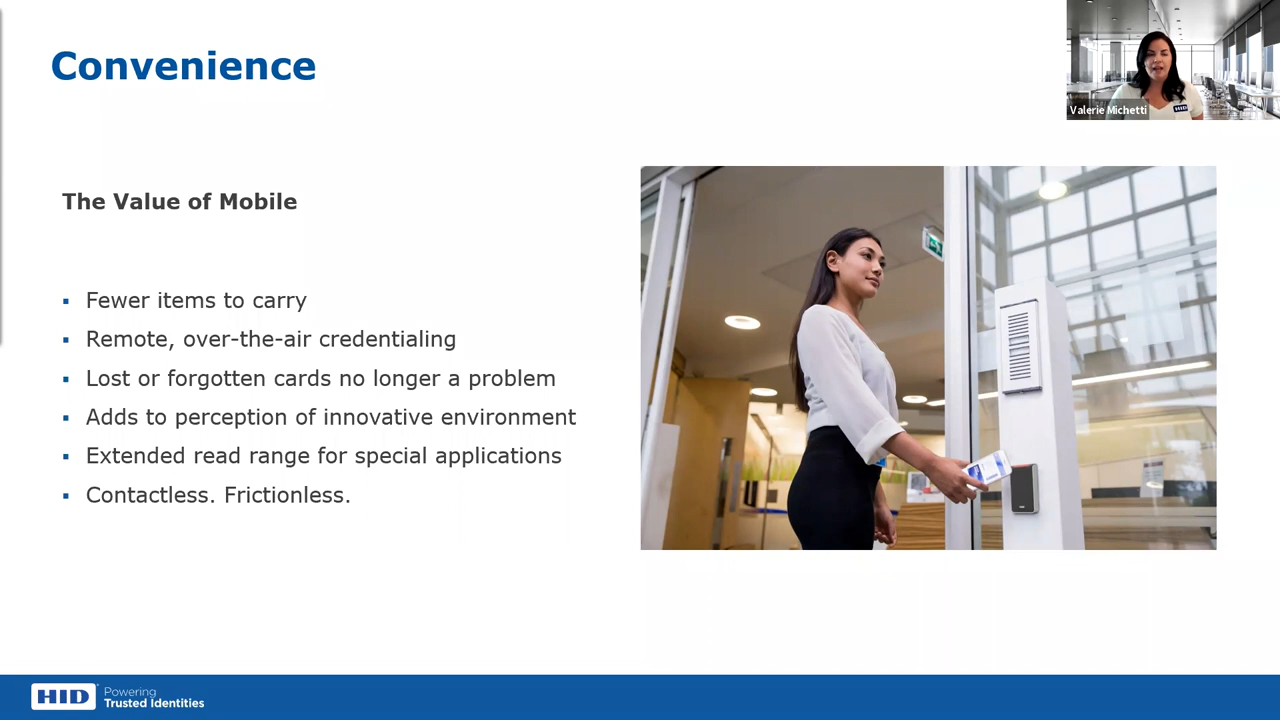 Convenience
Valerie Michetti
HID
The Value of Mobile
Fewer items to carry
Remote, over-the-air credentialing
Lost or forgotten cards no longer a problem
Adds to perception of innovative environment
Extended read range for special applications
Contactless. Frictionless.
HID
Powering
Trusted Identities